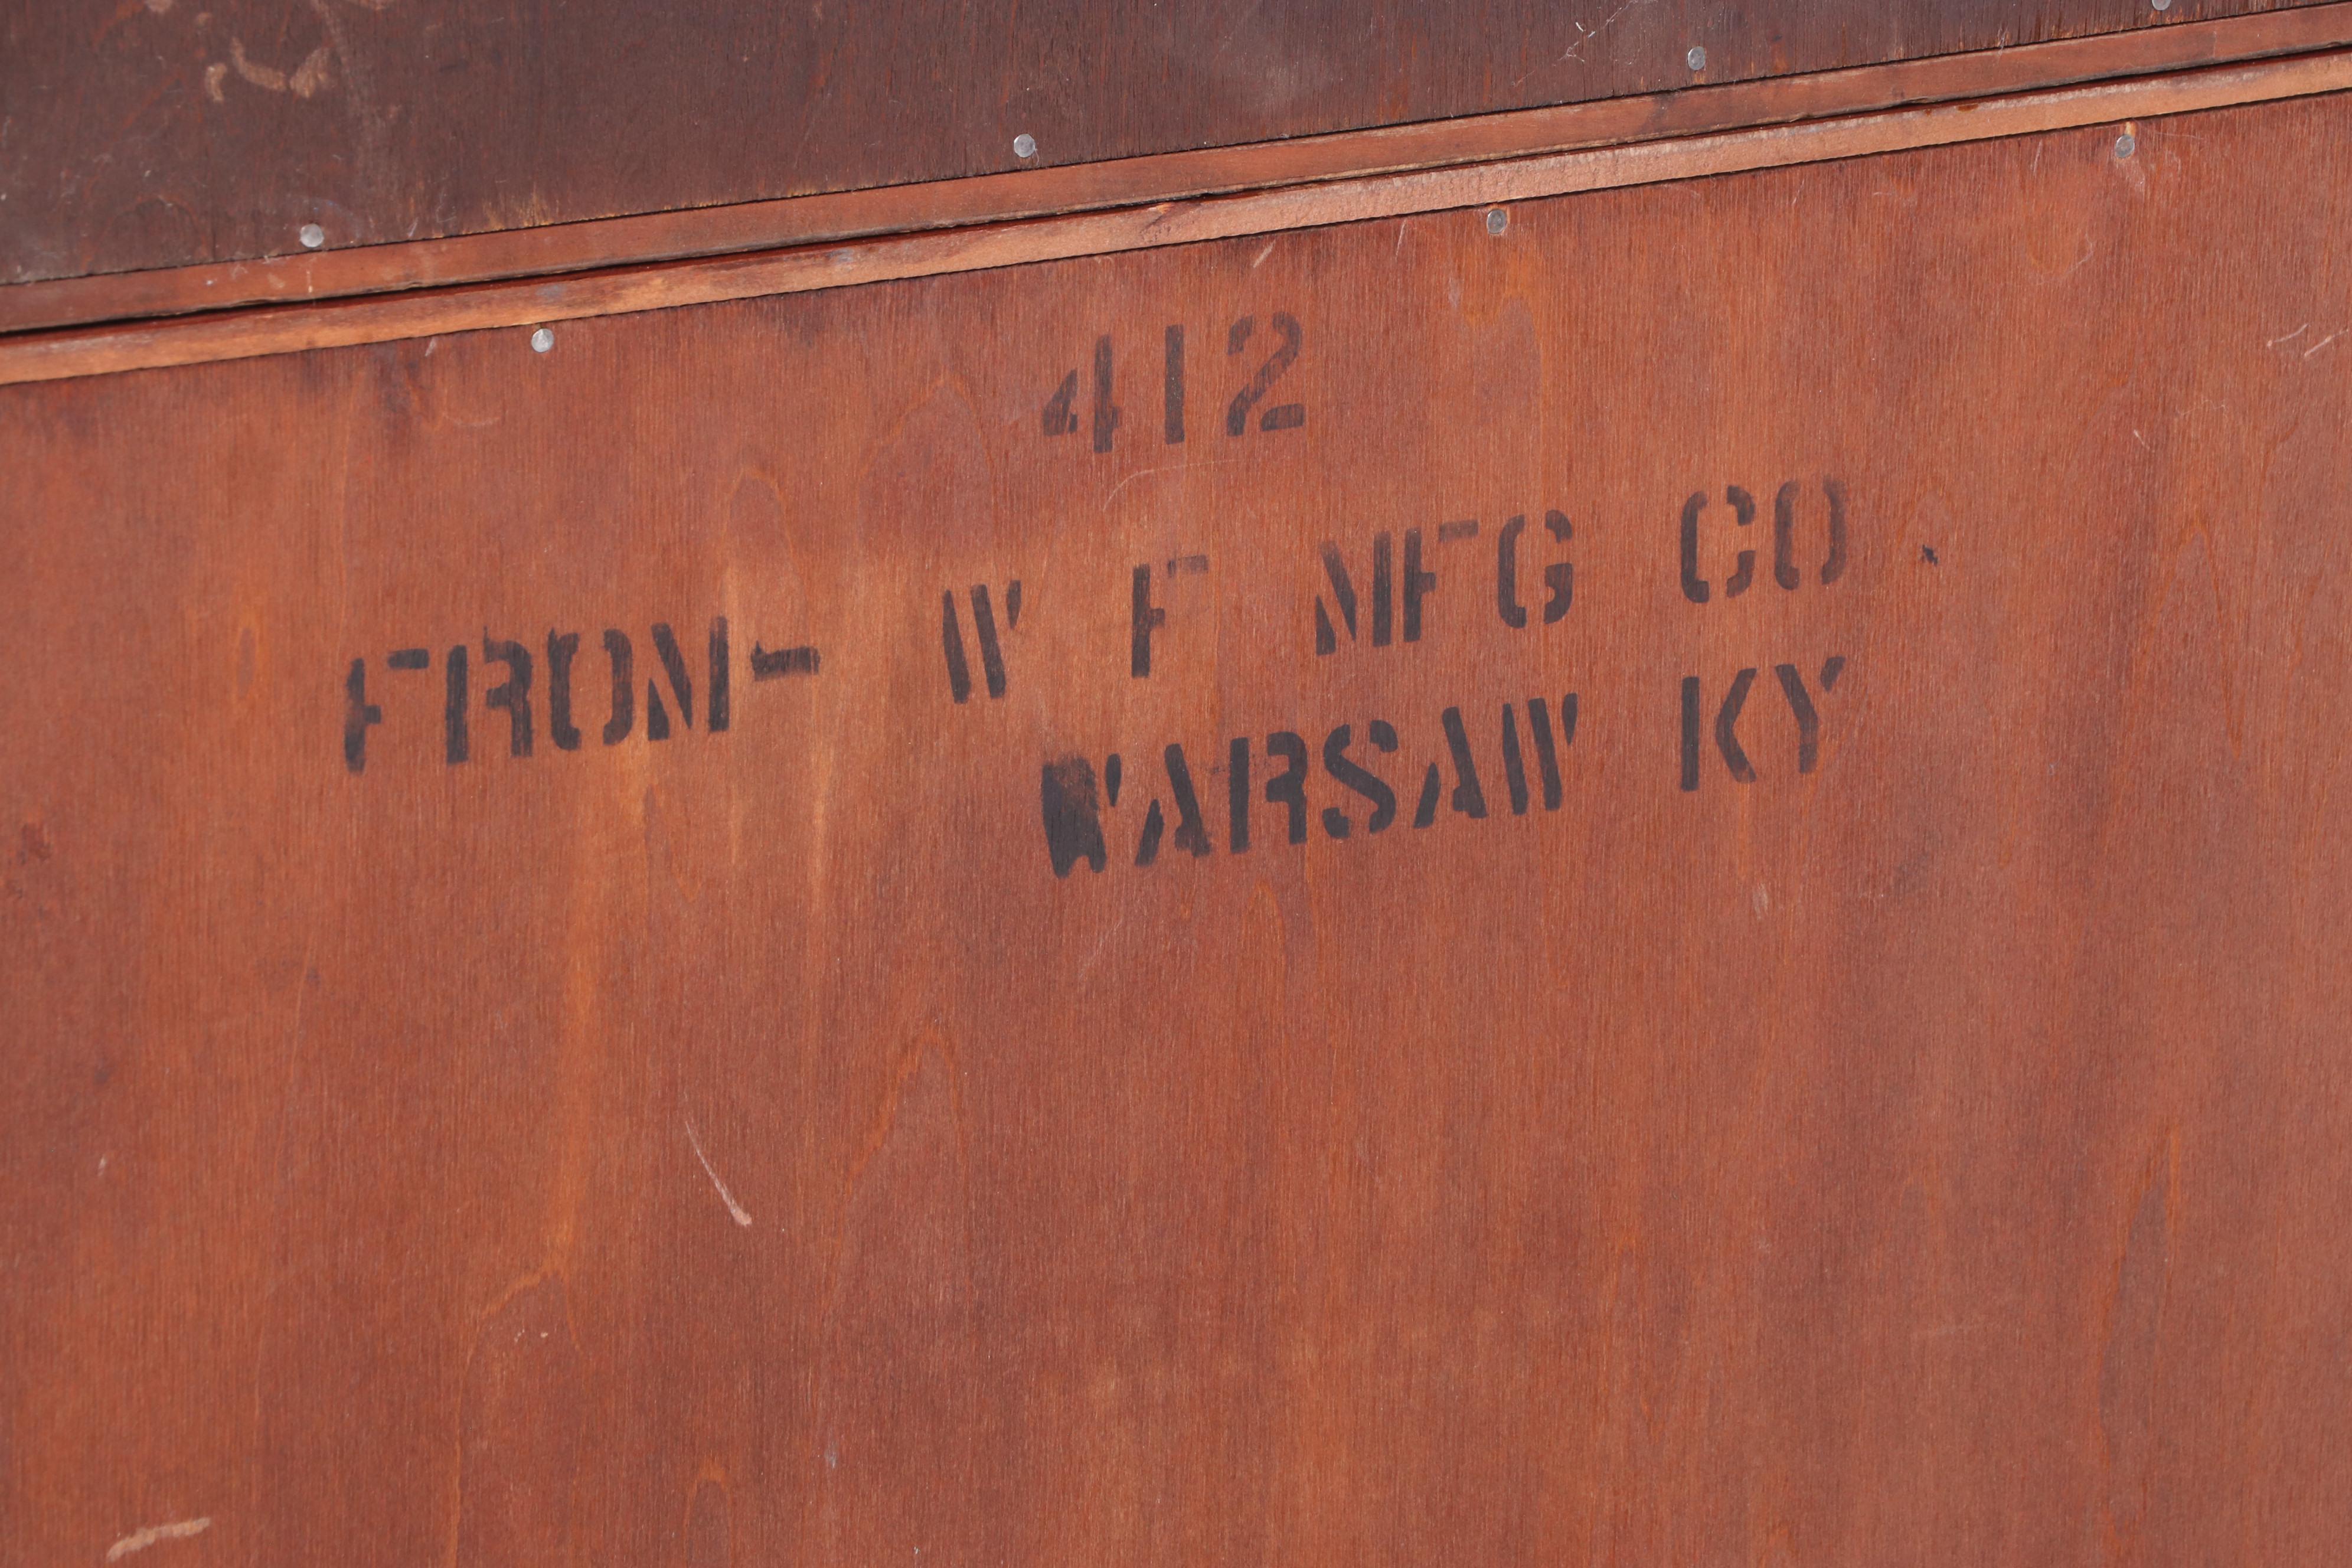 412
FROM- W F MFG CO.
WARSAW KY